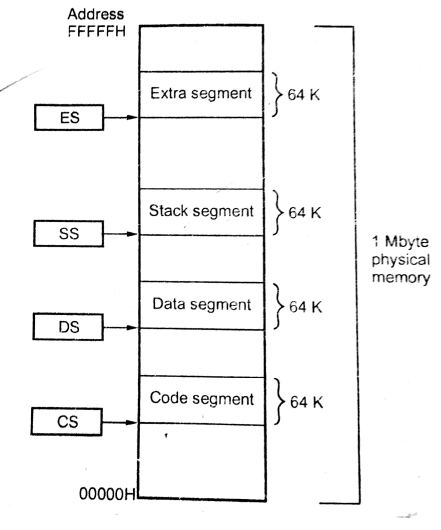 Address
FFFFFH
Extra segment
64 K
ES
Stack segment
64 K
SS
1 Mbyte
physical
memory
Data segment
64 K
DS
Code segment
64 K
CS
00000H